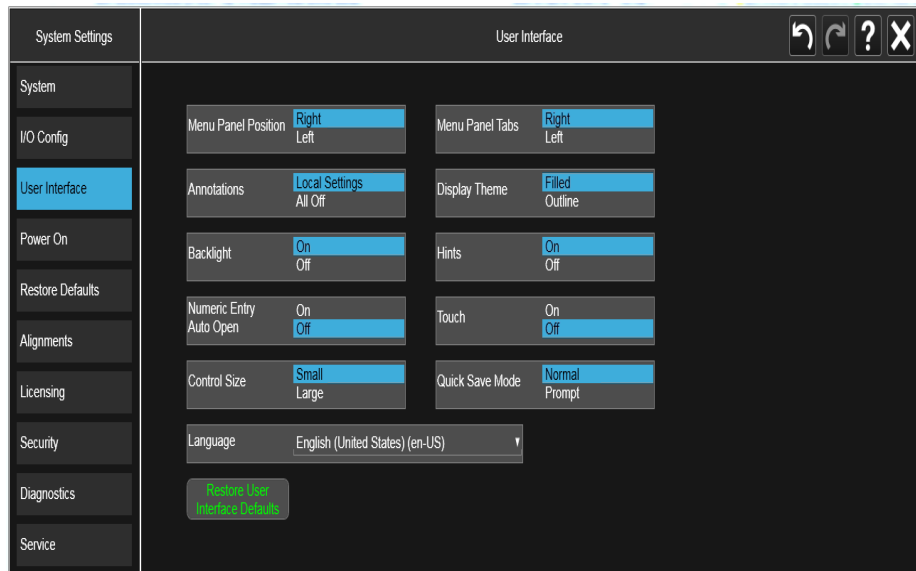 System Settings
User Interface
?
System
I/O Config
User Interface
Power On
Restore Defaults
Alignments
Licensing
Security
Diagnostics
Service
Menu Panel Position
Right
Left
Menu Panel Tabs
Right
Left
Annotations
Local Settings
All Off
Display Theme
Filled
Outline
Backlight
On
Off
Hints
On
Off
Numeric Entry
Auto Open
On
Off
Touch
On
Off
Control Size
Small
Large
Quick Save Mode
Normal
Prompt
Language
English (United States) (en-US)
Restore User
Interface Defaults